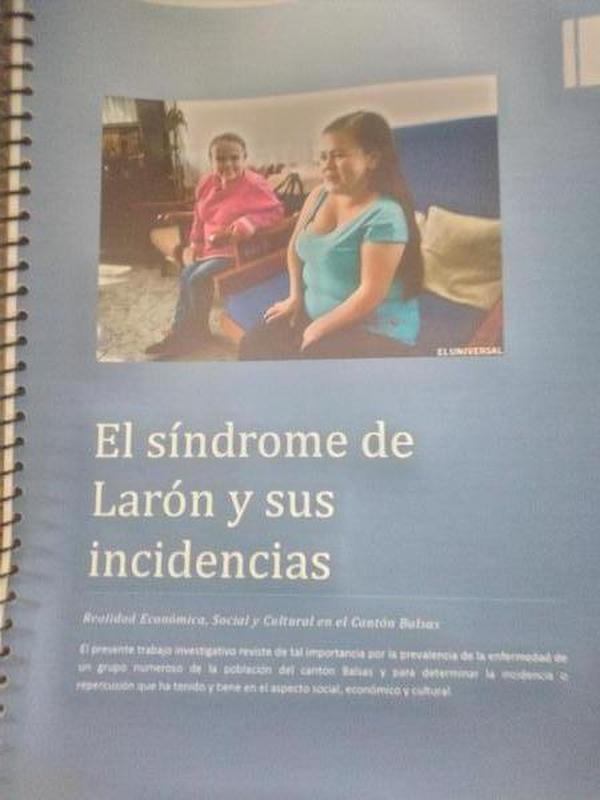 EL UNIVERSAL
El síndrome de
Larón y sus
incidencias
Realidad Económica, Social y Cultural en el Cantón Balsas
El presente trabajo investigativo reviste de tal importancia por la prevalencia de la enfermedad de
un grupo numeroso de la población del cantón Balsas y para determinar la incidencia o
repercusión que ha tenido y tiene en el aspecto social, económico y cultural.